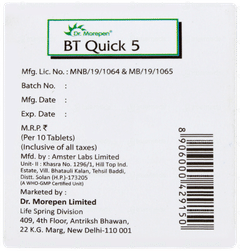 Dr. Morepen
BT Quick 5
Mfg. Lic. No : MNB/19/1064 & MB/19/1065
Batch No :
Mfg. Date :
Exp. Date :
M.R.P. ₹
(Per 10 Tablets)
(Inclusive of all taxes)
Mfg. by : Amster Labs Limited
Unit- II : Khasra No. 1296/1, Hill Top Ind.
Estate, Vill. Bhatauli Kalan, Tehsil Baddi,
Distt. Solan (H.P.)-173205
(A WHO-GMP Certified Unit)
Marketed by :
Dr. Morepen Limited
Life Spring Division
409, 4th Floor, Antriksh Bhawan,
22 K.G. Marg, New Delhi-110 001
8906000429150